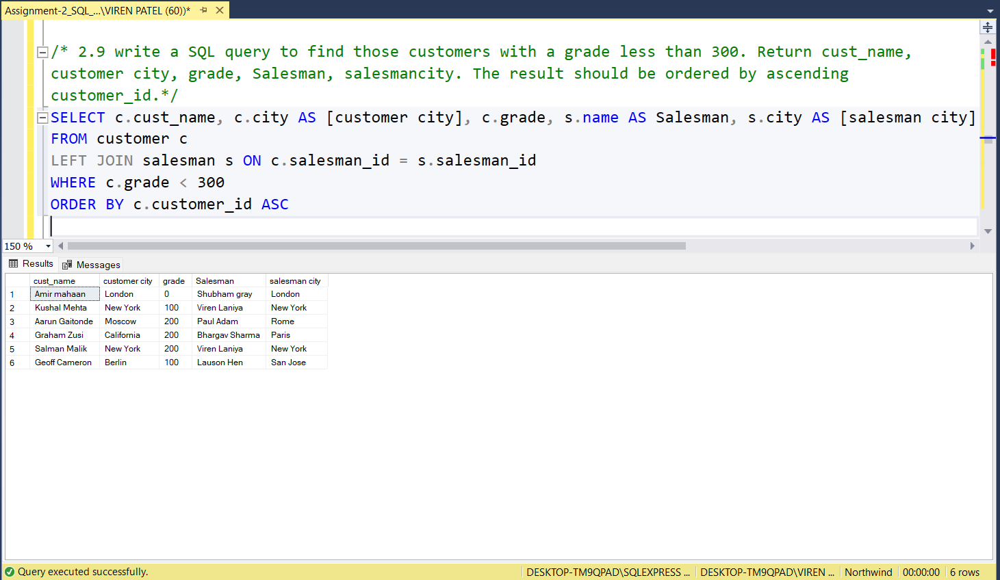 Assignment-2_SQL_...\VIREN PATEL (60))*
/* 2.9 write a SQL query to find those customers with a grade less than 300. Return cust_name,
customer city, grade, Salesman, salesmancity. The result should be ordered by ascending
customer_id.*/
SELECT c.cust_name, c.city AS [customer city], c.grade, s.name AS Salesman, s.city AS [salesman city]
FROM customer c
LEFT JOIN salesman s ON c.salesman_id = s.salesman_id
WHERE c.grade < 300
ORDER BY c.customer_id ASC
150 %
Results Messages
cust_name customer city grade Salesman salesman city
1 Amir mahaan London 0 Shubham gray London
2 Kushal Mehta New York 100 Viren Laniya New York
3 Aarun Gaitonde Moscow 200 Paul Adam Rome
4 Graham Zusi California 200 Bhargav Sharma Paris
5 Salman Malik New York 200 Viren Laniya New York
6 Geoff Cameron Berlin 100 Lauson Hen San Jose
Query executed successfully. DESKTOP-TM9QPAD\SQLEXPRESS ... DESKTOP-TM9QPAD\VIREN ... Northwind 00:00:00 6 rows